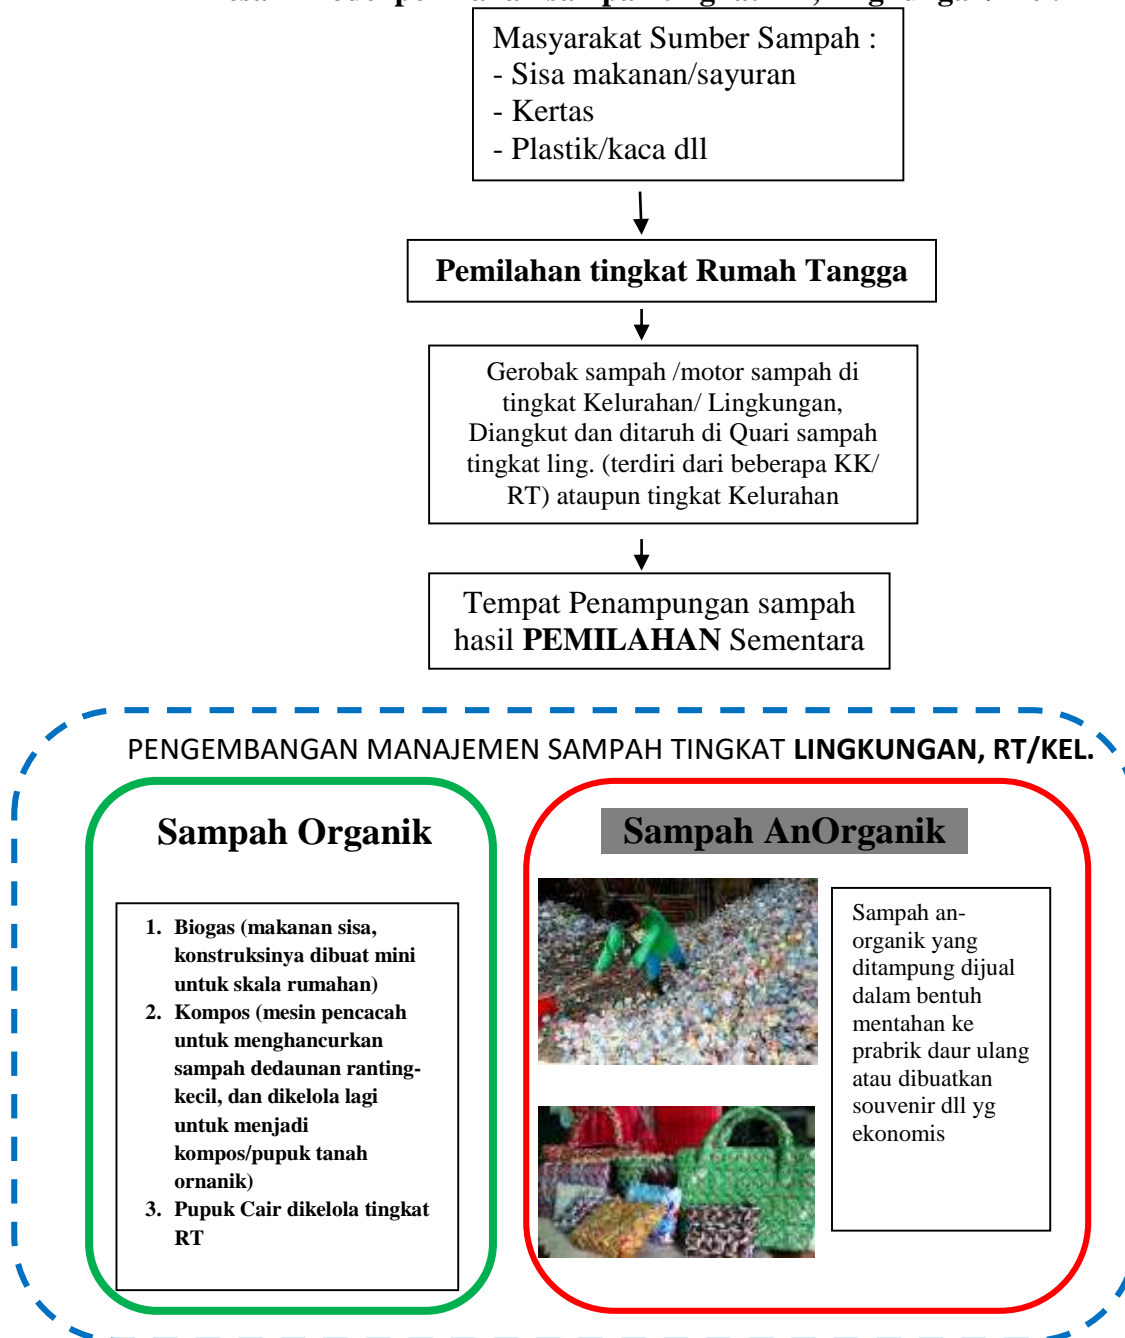 Masyarakat Sumber Sampah :
- Sisa makanan/sayuran
- Kertas
- Plastik/kaca dll
Pemilahan tingkat Rumah Tangga
Gerobak sampah /motor sampah di
tingkat Kelurahan/ Lingkungan,
Diangkut dan ditaruh di Quari sampah
tingkat ling. (terdiri dari beberapa KK/
RT) ataupun tingkat Kelurahan
Tempat Penampungan sampah
hasil PEMILAHAN Sementara
PENGEMBANGAN MANAJEMEN SAMPAH TINGKAT LINGKUNGAN, RT/KEL.
Sampah Organik
1. Biogas (makanan sisa,
konstruksinya dibuat mini
untuk skala rumahan)
2. Kompos (mesin pencacah
untuk menghancurkan
sampah dedaunan ranting-
kecil, dan dikelola lagi
untuk menjadi
kompos/pupuk tanah
ornanik)
3. Pupuk Cair dikelola tingkat
RT
Sampah AnOrganik
Sampah an-
organik yang
ditampung dijual
dalam bentuh
mentahan ke
prabrik daur ulang
atau dibuatkan
souvenir dll yg
ekonomis